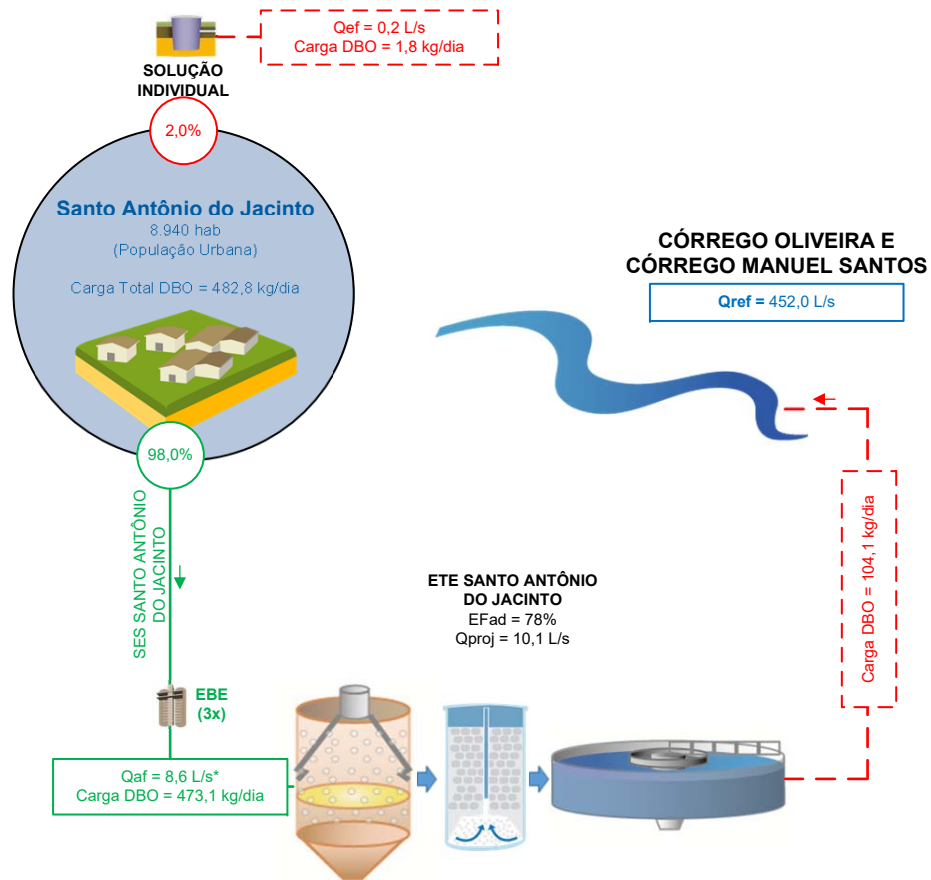 Qef = 0,2 L/s
Carga DBO = 1,8 kg/dia
SOLUÇÃO
INDIVIDUAL
2,0%
Santo Antônio do Jacinto
8.940 hab
(População Urbana)
Carga Total DBO = 482,8 kg/dia
98,0%
SES SANTO ANTÔNIO
DO JACINTO
EBE
(3x)
Qaf = 8,6 L/s*
Carga DBO = 473,1 kg/dia
ETE SANTO ANTÔNIO
DO JACINTO
EFad = 78%
Qproj = 10,1 L/s
CÓRREGO OLIVEIRA E
CÓRREGO MANUEL SANTOS
Qref = 452,0 L/s
Carga DBO = 104,1 kg/dia